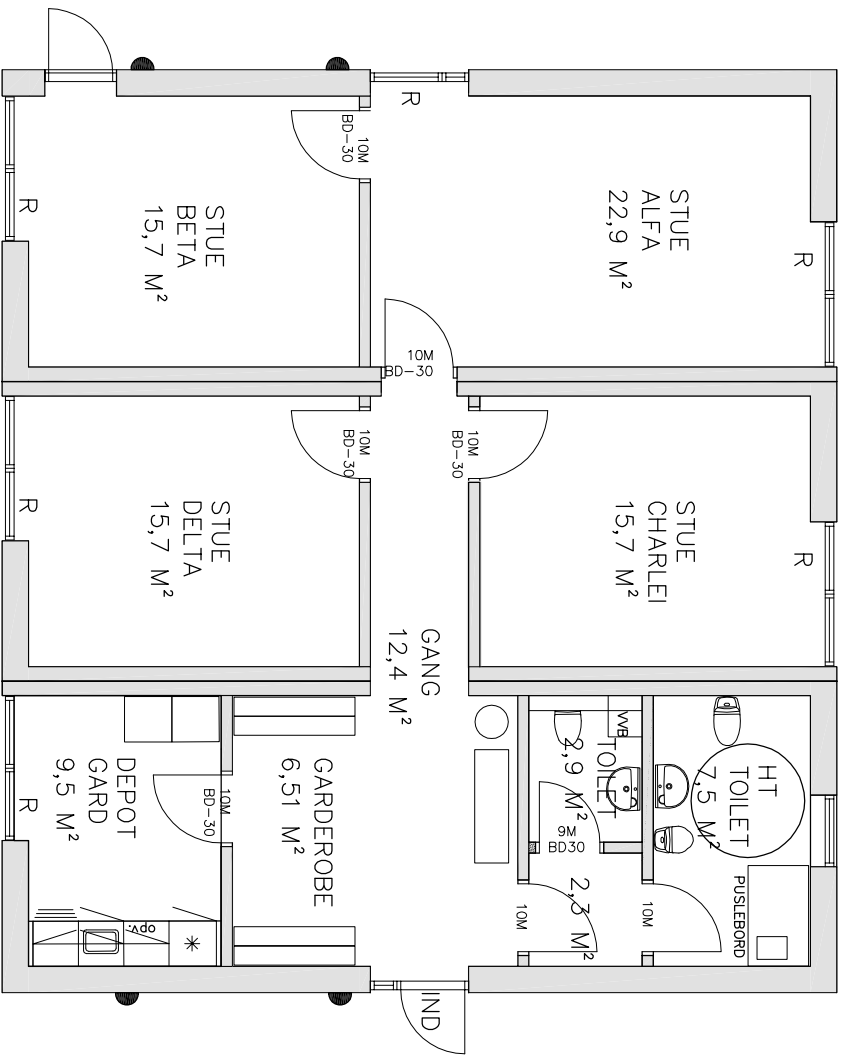 R
10M
BD-30
STUE
BETA
15,7 M²
R
STUE
ALFA
22,9 M²
R
10M
BD-30
10M
BD-30
10M
BD-30
STUE
DELTA
15,7 M²
R
STUE
CHARLEI
15,7 M²
R
GANG
12,4 M²
DEPOT
GARD
9,5 M²
R
10M
BD-30
opv.
GARDEROBE
6,51 M²
VVB
TOILET
2,9 M²
9M
BD30
2,3 M²
10M
10M
HT
TOILET
7,5 M²
PUSLEBORD
IND